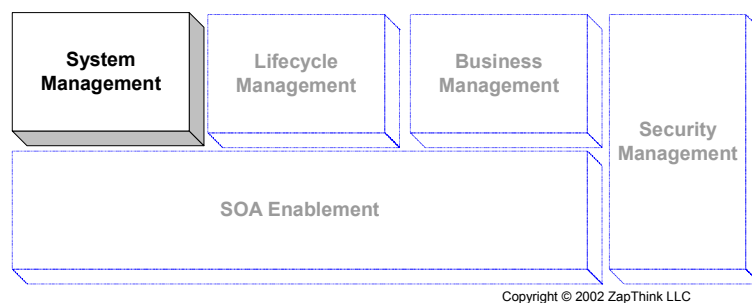 System
Management
Lifecycle
Management
Business
Management
Security
Management
SOA Enablement
Copyright © 2002 ZapThink LLC